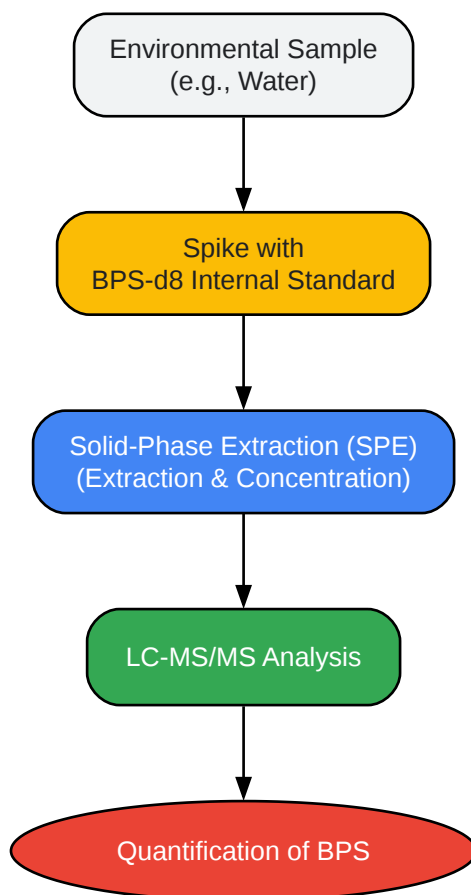 Environmental Sample
(e.g., Water)
Spike with
BPS-d8 Internal Standard
Solid-Phase Extraction (SPE)
(Extraction & Concentration)
LC-MS/MS Analysis
Quantification of BPS